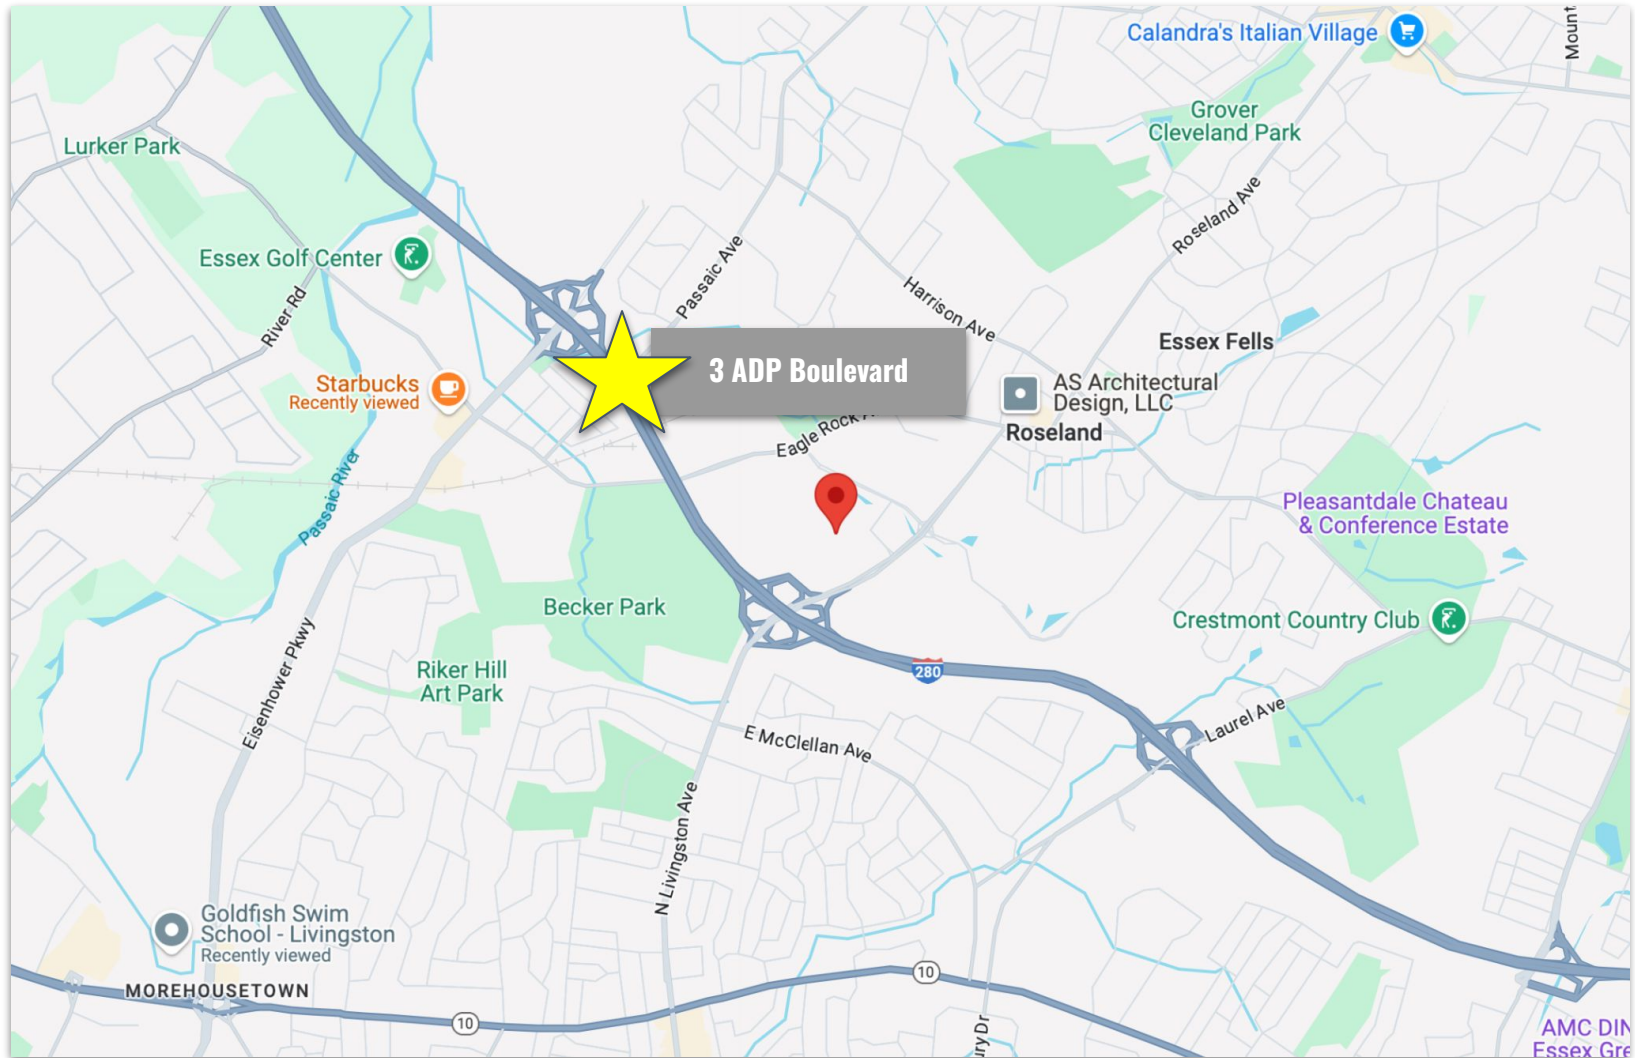 Calandra's Italian Village
Mount
Grover
Cleveland Park
Lurker Park
Roseland Ave
Essex Golf Center
Passaic Ave
River Rd
Harrison Ave
Essex Fells
3 ADP Boulevard
Starbucks
Recently viewed
AS Architectural
Design, LLC
Eagle Rock A
Roseland
Passaic River
Pleasantdale Chateau
& Conference Estate
Becker Park
Crestmont Country Club
Eisenhower Pkwy
Riker Hill
Art Park
280
Laurel Ave
E McClellan Ave
N Livingston Ave
Goldfish Swim
School - Livingston
Recently viewed
10
MOREHOUSETOWN
10
ury Dr
AMC DIN
Essex Gre